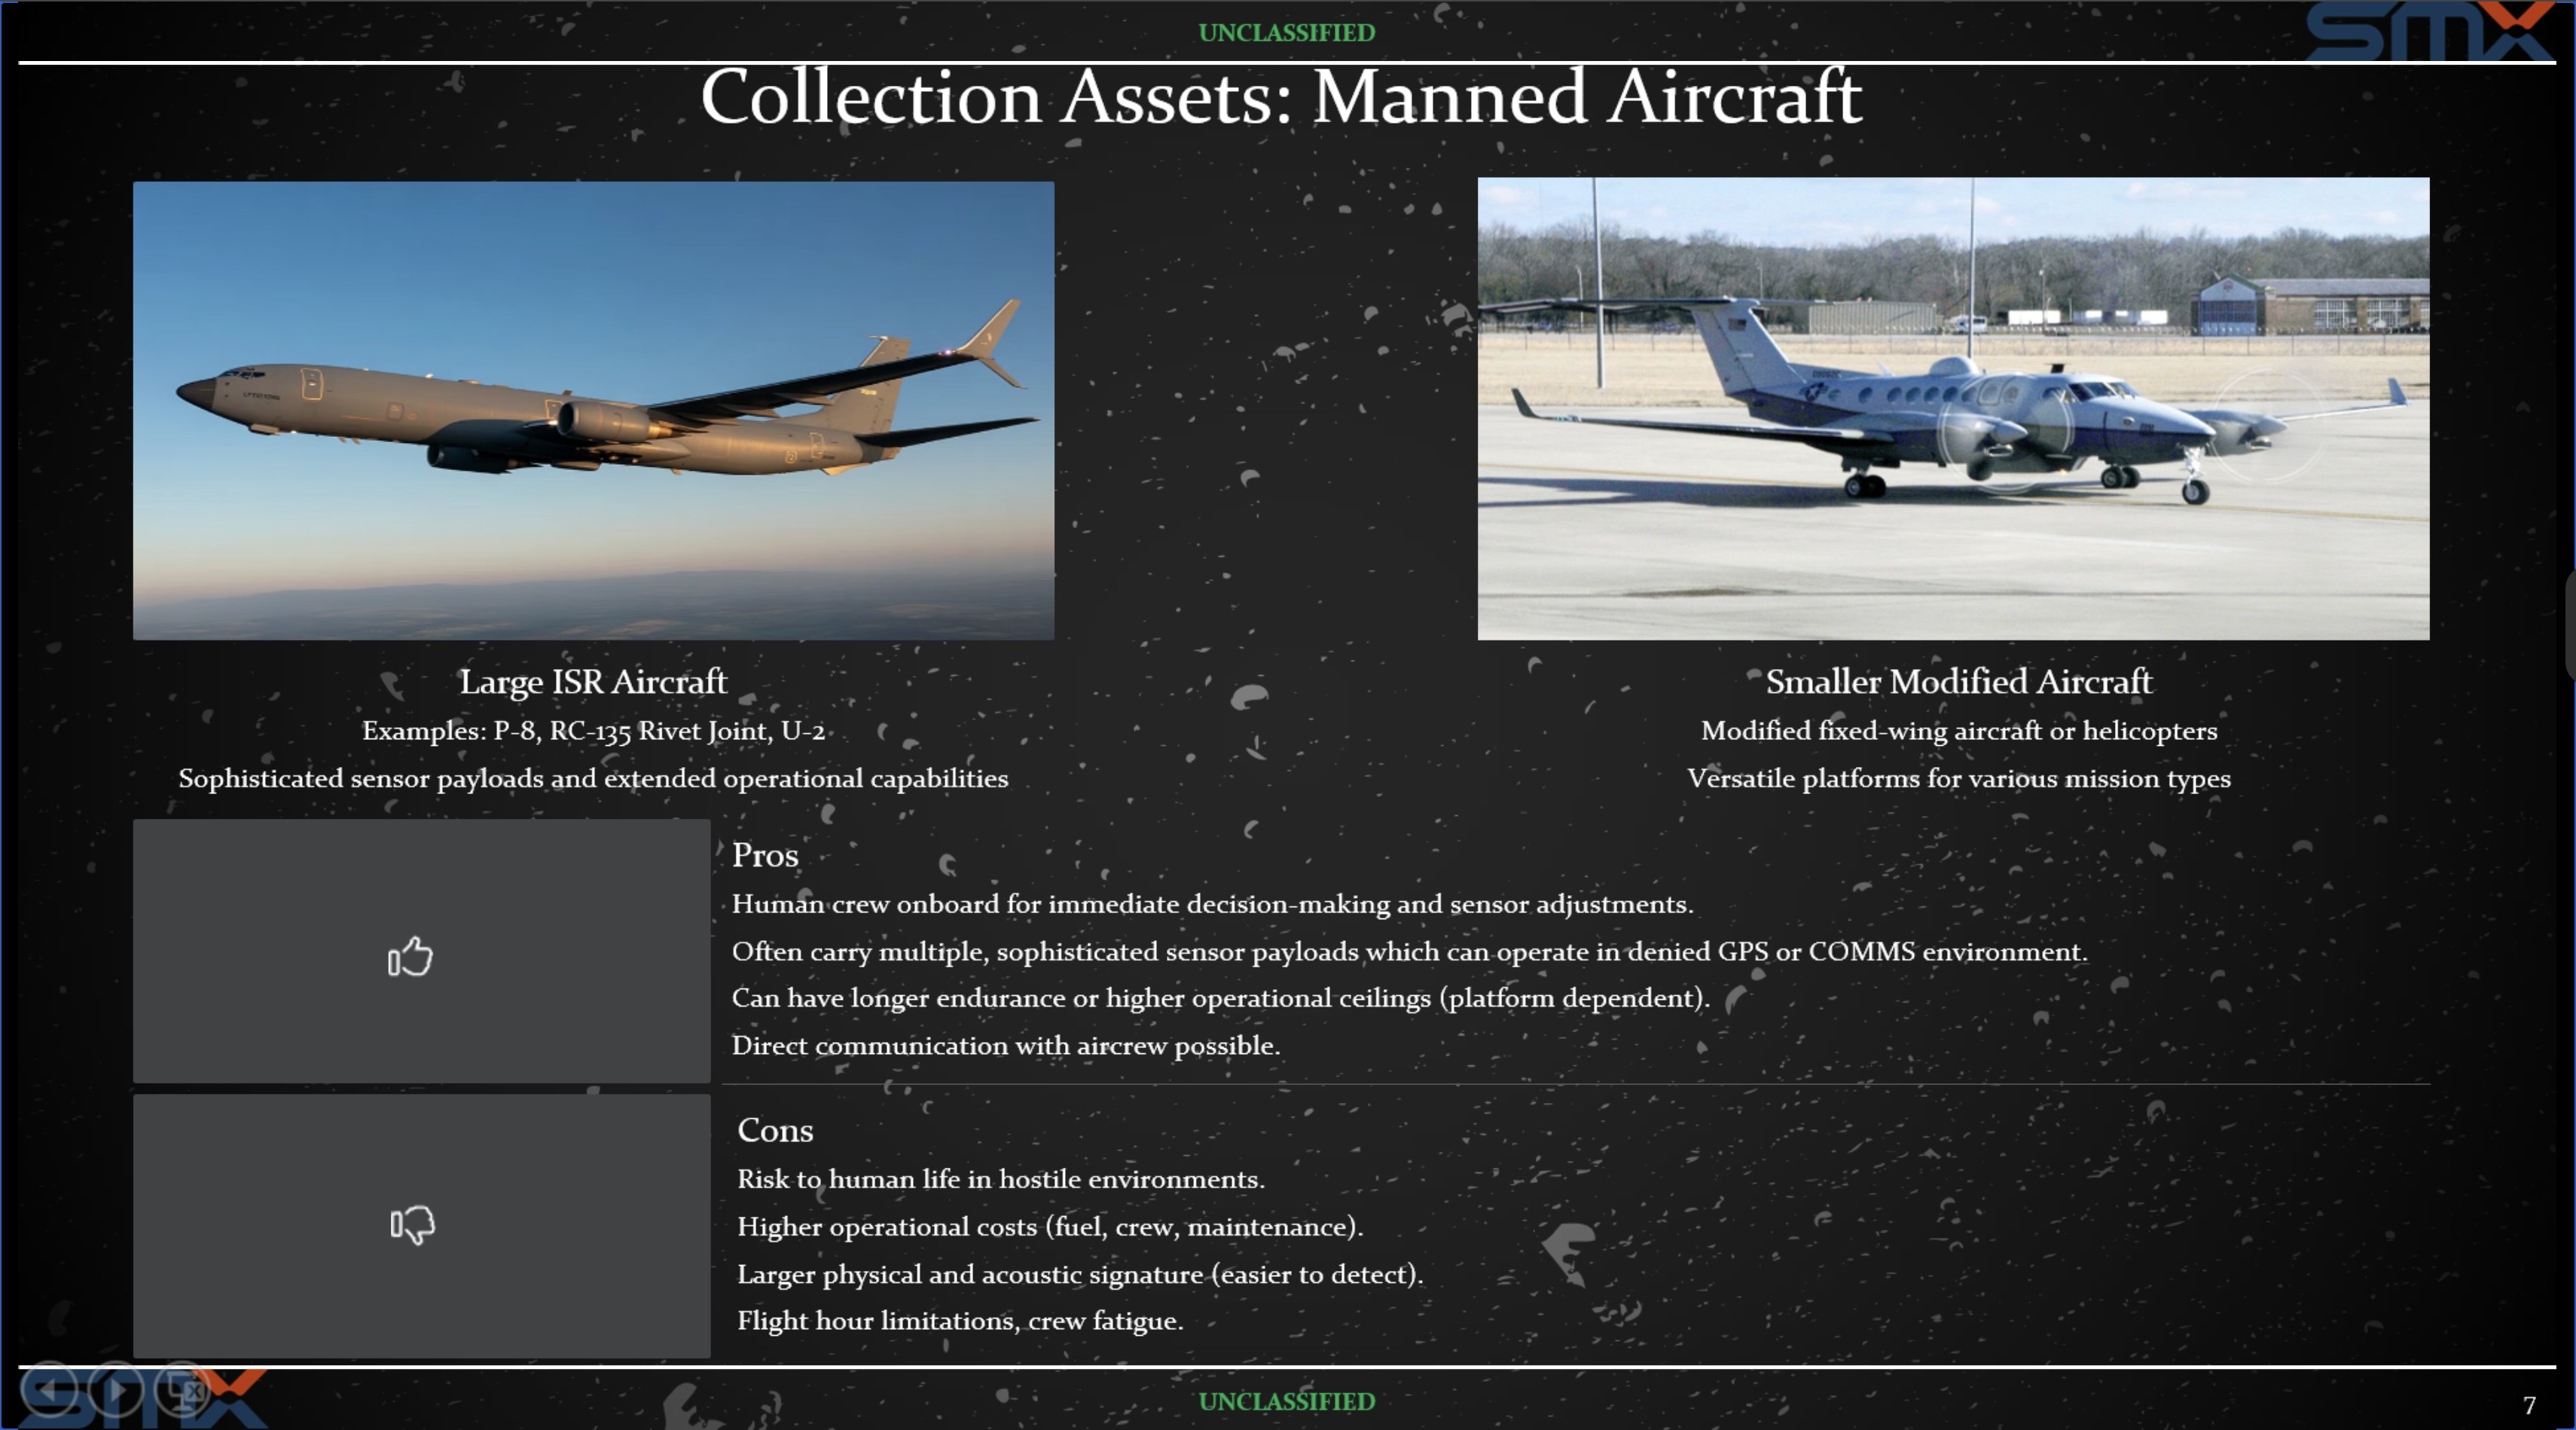 UNCLASSIFIED
SMX
Collection Assets: Manned Aircraft
Large ISR Aircraft
Examples: P-8, RC-135 Rivet Joint, U-2
Sophisticated sensor payloads and extended operational capabilities
Smaller Modified Aircraft
Modified fixed-wing aircraft or helicopters
Versatile platforms for various mission types
Pros
Human crew onboard for immediate decision-making and sensor adjustments.
Often carry multiple, sophisticated sensor payloads which can operate in denied GPS or COMMS environment.
Can have longer endurance or higher operational ceilings (platform dependent).
Direct communication with aircrew possible.
Cons
Risk to human life in hostile environments.
Higher operational costs (fuel, crew, maintenance).
Larger physical and acoustic signature (easier to detect).
Flight hour limitations, crew fatigue.
SMX
UNCLASSIFIED
7